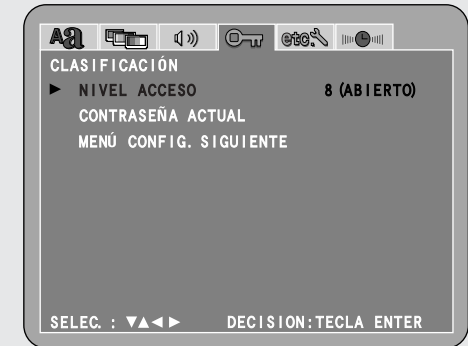 Aa etc
CLASIFICACIÓN
► NIVEL ACCESO 8 (ABIERTO)
CONTRASEÑA ACTUAL
MENÚ CONFIG. SIGUIENTE
SELEC. : ▼▲◄► DECISION:TECLA ENTER